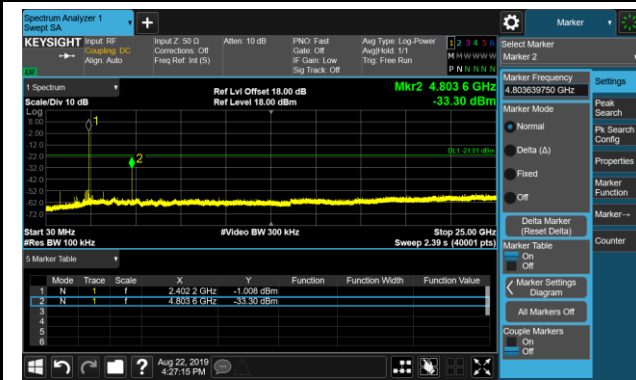 Spectrum Analyzer 1
Swept SA
Marker
KEYSIGHT
Input: RF
Coupling: DC
Align: Auto
Input Z: 50 Ω
Corrections: Off
Freq Ref: Int (S)
Atten: 10 dB
PNO: Fast
Gate: Off
IF Gain: Low
Sig Track: Off
Avg Type: Log-Power
Avg|Hold: 1/1
Trig: Free Run
1 2 3 4 5 6
M W W W W W
P N N N N N
LW
Select Marker
Marker 2
1 Spectrum
Scale/Div 10 dB
Log
Ref Lvl Offset 18.00 dB
Ref Level 18.00 dBm
Mkr2 4.803 6 GHz
-33.30 dBm
8.00
-2.00
-12.0
-22.0
-32.0
-42.0
-52.0
-62.0
-72.0
1
2
DL1 -21.01 dBm
Start 30 MHz
#Res BW 100 kHz
#Video BW 300 kHz
Stop 25.00 GHz
Sweep 2.39 s (40001 pts)
5 Marker Table
Mode Trace Scale X Y Function Function Width Function Value
1 N 1 f 2.402 2 GHz -1.008 dBm
2 N 1 f 4.803 6 GHz -33.30 dBm
3
4
5
6
Aug 22, 2019
4:27:15 PM
Marker Frequency
4.803639750 GHz
Marker Mode
Normal
Delta (Δ)
Fixed
Off
Delta Marker
(Reset Delta)
Marker Table
On
Off
Marker Settings
Diagram
All Markers Off
Couple Markers
On
Off
Settings
Peak
Search
Pk Search
Config
Properties
Marker
Function
Marker→
Counter